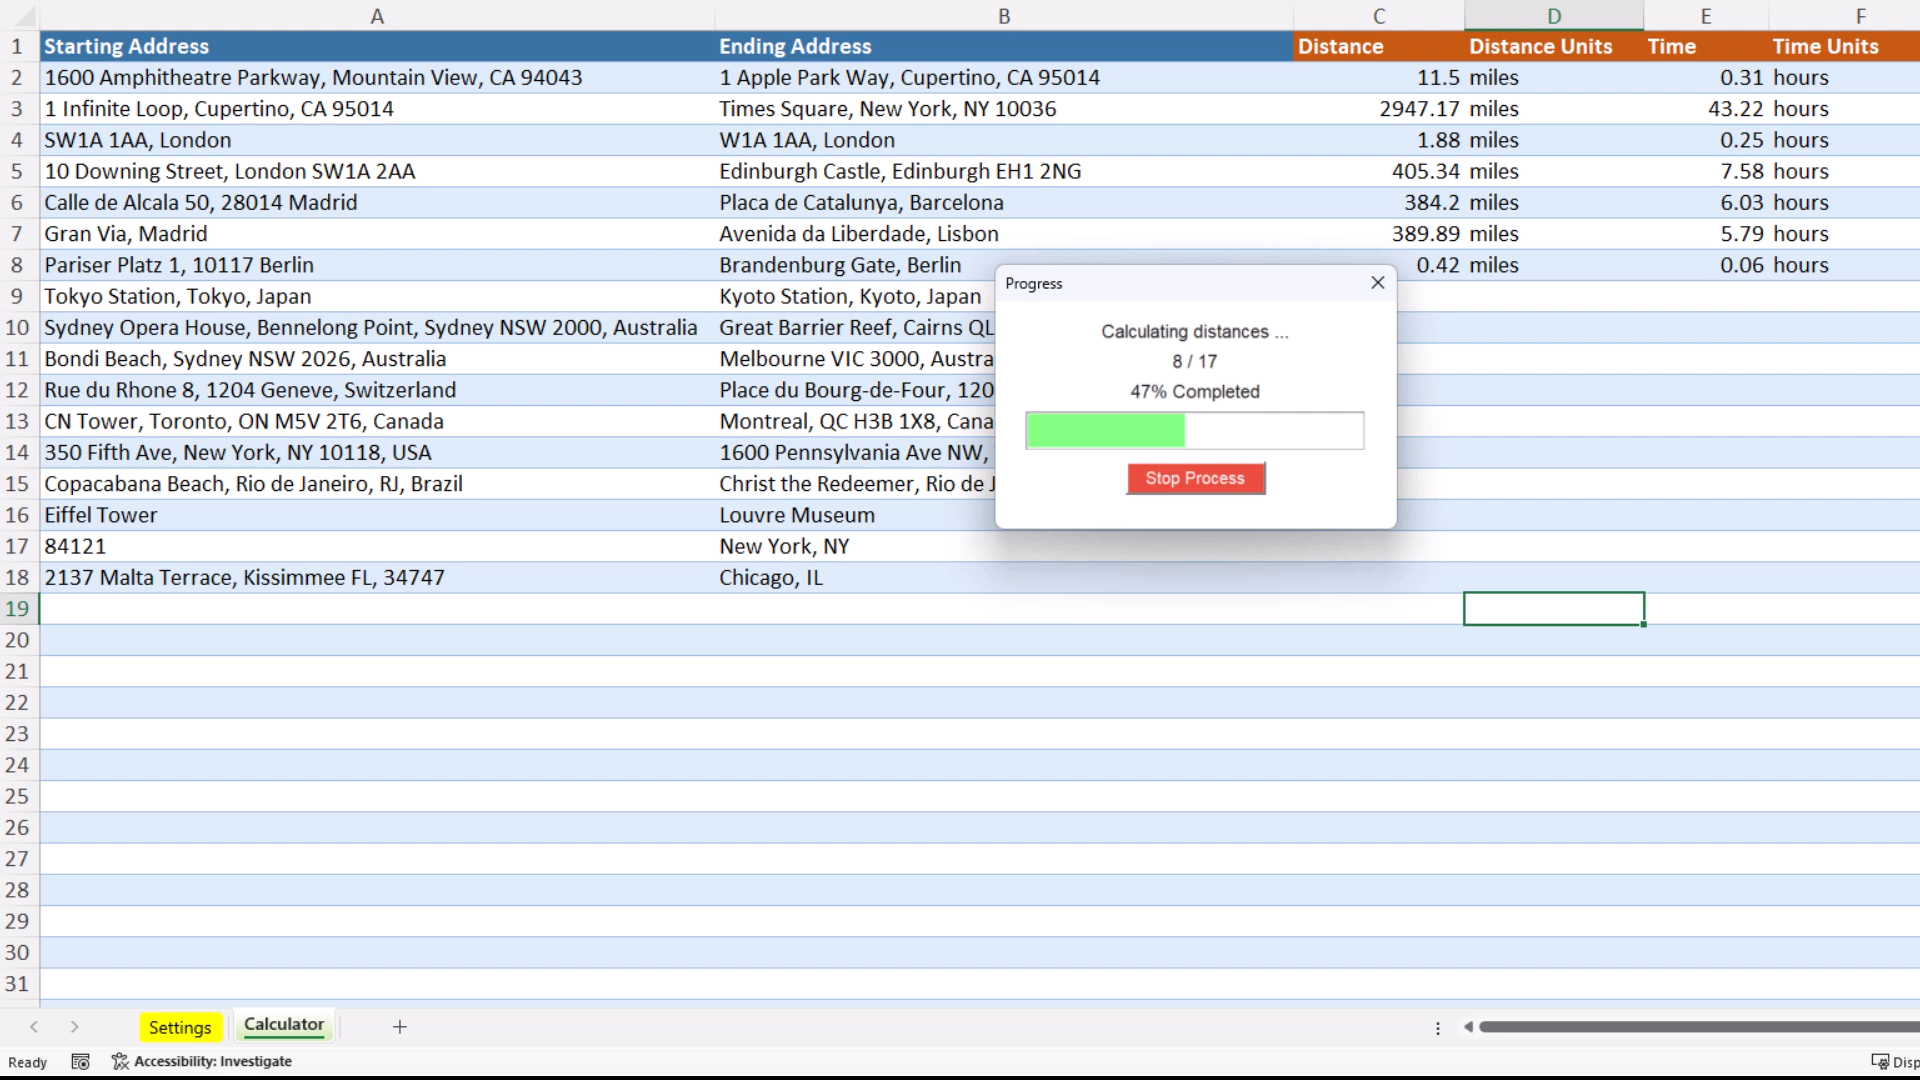 A B C D E F
1 Starting Address Ending Address Distance Distance Units Time Time Units
2 1600 Amphitheatre Parkway, Mountain View, CA 94043 1 Apple Park Way, Cupertino, CA 95014 11.5 miles 0.31 hours
3 1 Infinite Loop, Cupertino, CA 95014 Times Square, New York, NY 10036 2947.17 miles 43.22 hours
4 SW1A 1AA, London W1A 1AA, London 1.88 miles 0.25 hours
5 10 Downing Street, London SW1A 2AA Edinburgh Castle, Edinburgh EH1 2NG 405.34 miles 7.58 hours
6 Calle de Alcala 50, 28014 Madrid Placa de Catalunya, Barcelona 384.2 miles 6.03 hours
7 Gran Via, Madrid Avenida da Liberdade, Lisbon 389.89 miles 5.79 hours
8 Pariser Platz 1, 10117 Berlin Brandenburg Gate, Berlin 0.42 miles 0.06 hours
9 Tokyo Station, Tokyo, Japan Kyoto Station, Kyoto, Japan
10 Sydney Opera House, Bennelong Point, Sydney NSW 2000, Australia Great Barrier Reef, Cairns QL
11 Bondi Beach, Sydney NSW 2026, Australia Melbourne VIC 3000, Austra
12 Rue du Rhone 8, 1204 Geneve, Switzerland Place du Bourg-de-Four, 120
13 CN Tower, Toronto, ON M5V 2T6, Canada Montreal, QC H3B 1X8, Cana
14 350 Fifth Ave, New York, NY 10118, USA 1600 Pennsylvania Ave NW,
15 Copacabana Beach, Rio de Janeiro, RJ, Brazil Christ the Redeemer, Rio de J
16 Eiffel Tower Louvre Museum
17 84121 New York, NY
18 2137 Malta Terrace, Kissimmee FL, 34747 Chicago, IL
19
20
21
22
23
24
25
26
27
28
29
30
31
Progress
Calculating distances ...
8 / 17
47% Completed
Stop Process
Settings Calculator
Ready Accessibility: Investigate Disp